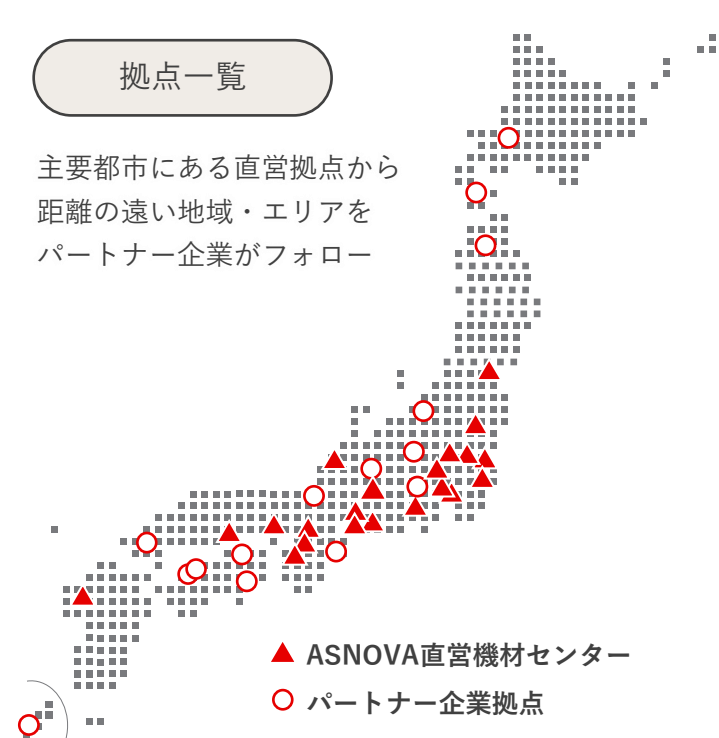 拠点一覧
主要都市にある直営拠点から
距離の遠い地域・エリアを
パートナー企業がフォロー
ASNOVA直営機材センター
パートナー企業拠点